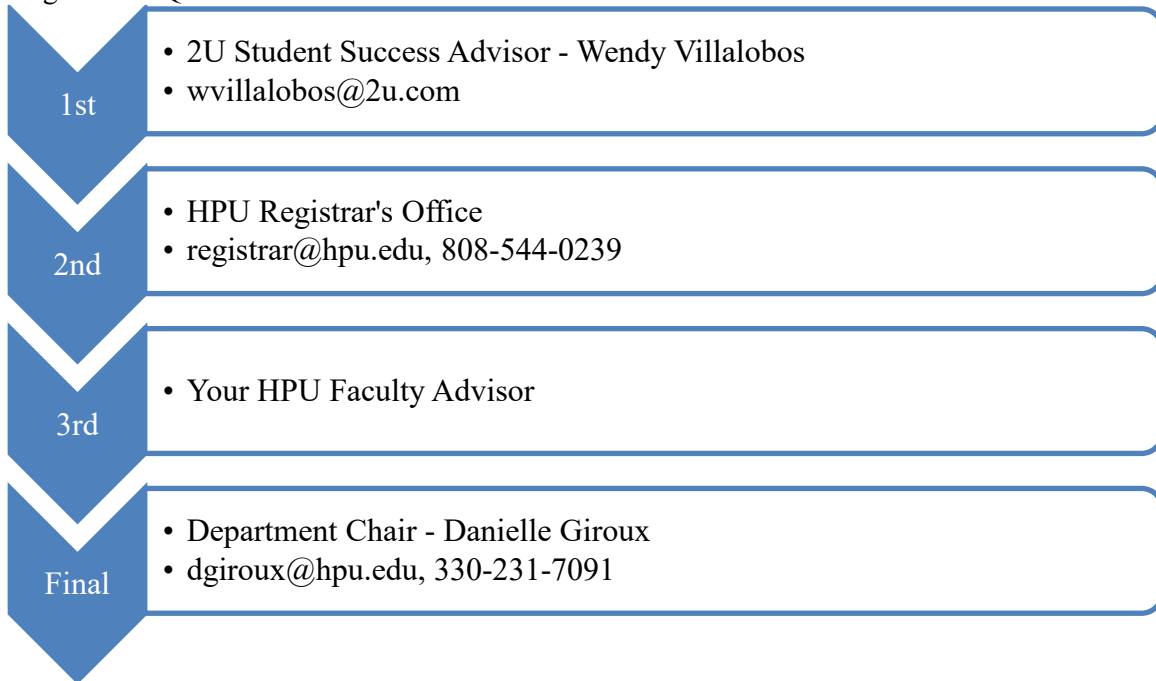 1st
• 2U Student Success Advisor - Wendy Villalobos
• wvillalobos@2u.com
2nd
• HPU Registrar's Office
• registrar@hpu.edu, 808-544-0239
3rd
• Your HPU Faculty Advisor
Final
• Department Chair - Danielle Giroux
• dgiroux@hpu.edu, 330-231-7091